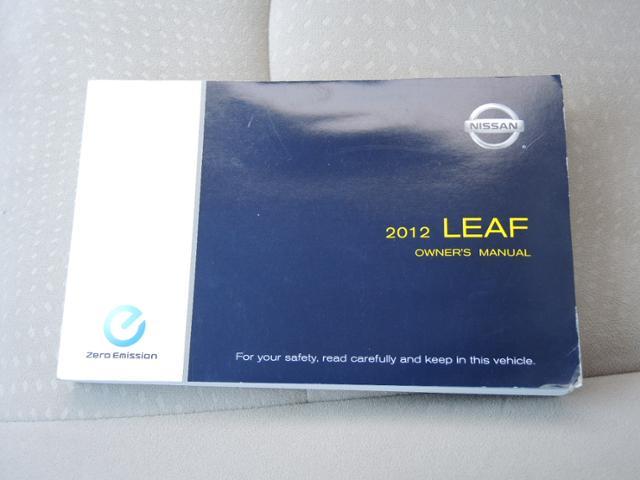 NISSAN
2012 LEAF
OWNER'S MANUAL
Zero Emission
For your safety, read carefully and keep in this vehicle.